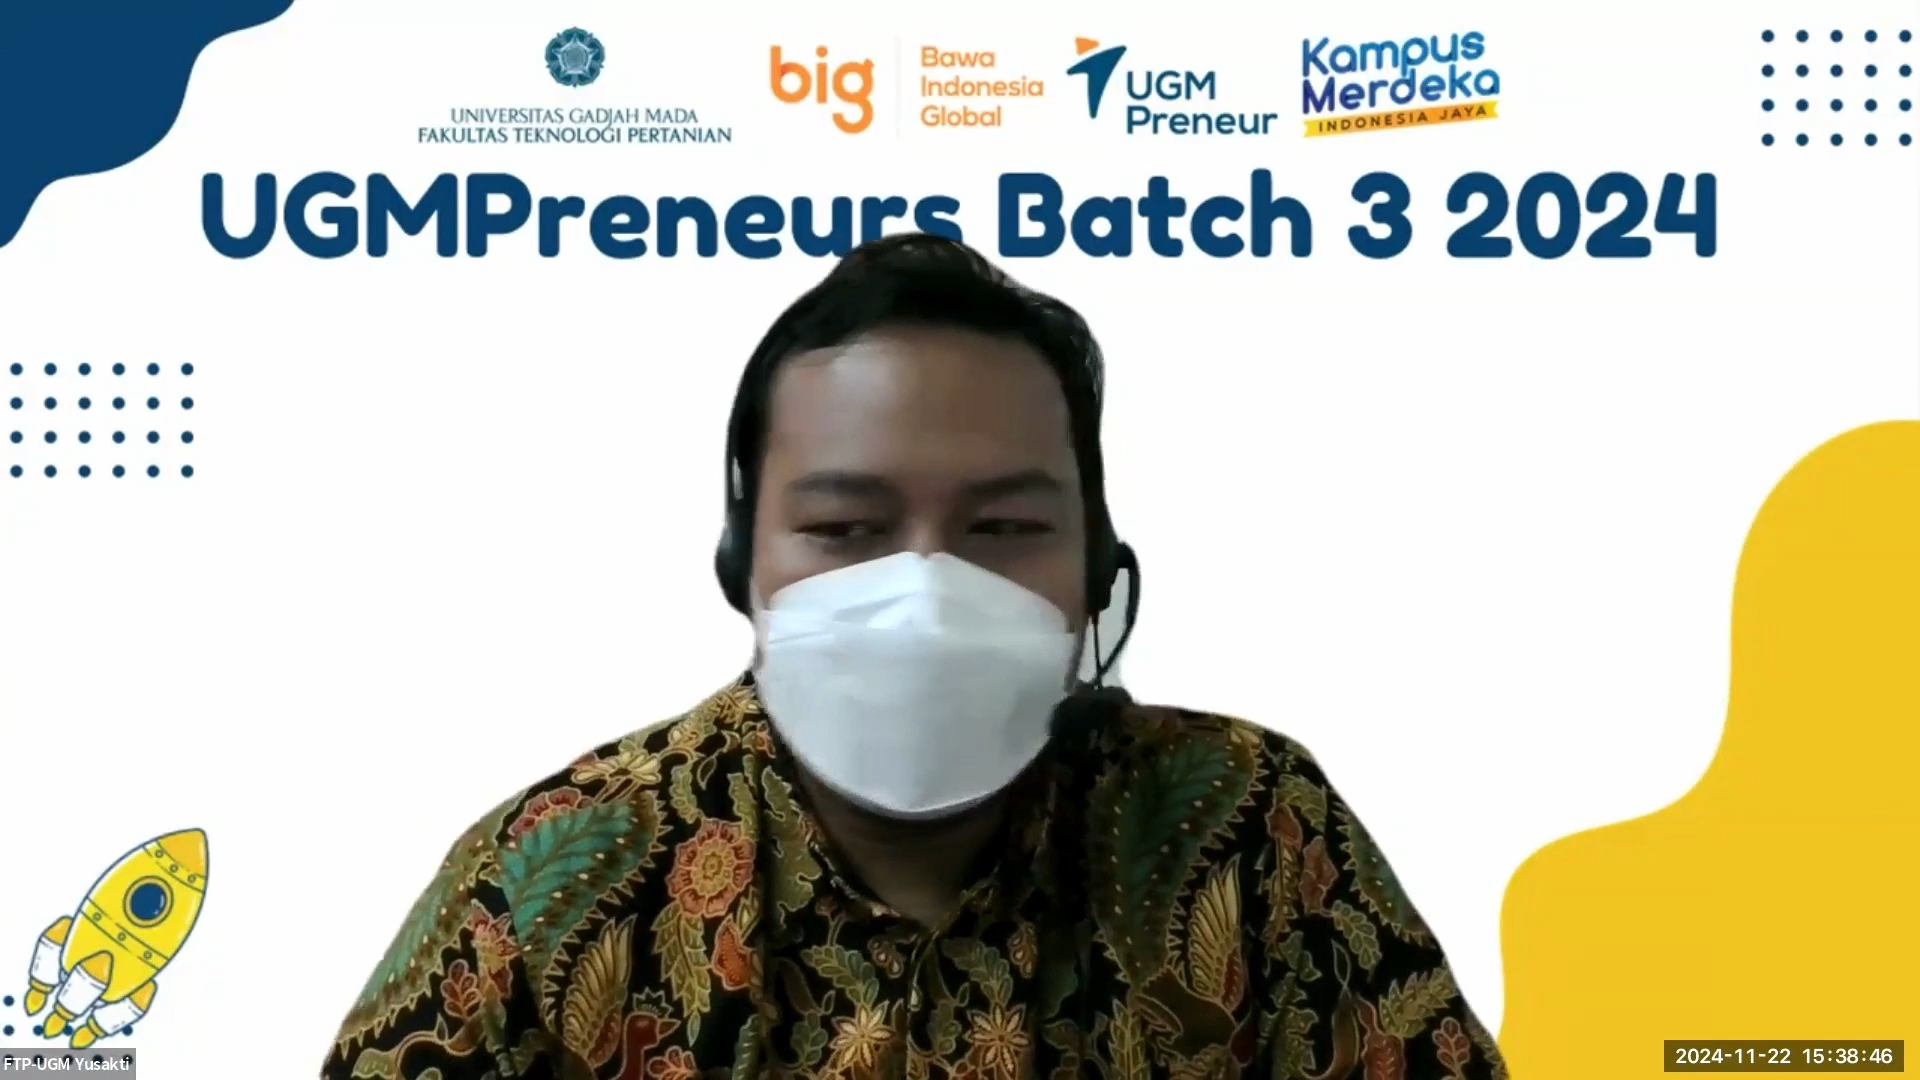 UNIVERSITAS GADJAH MADA
FAKULTAS TEKNOLOGI PERTANIAN
big
Bawa
Indonesia
Global
UGM
Preneur
Kampus
Merdeka
INDONESIA JAYA
UGMPreneurs Batch 3 2024
FTP-UGM Yusakti
2024-11-22 15:38:46